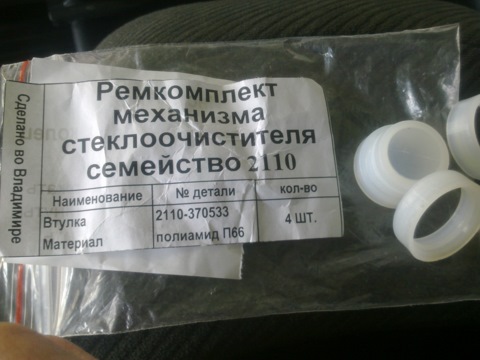 Ремкомплект
механизма
стеклоочистителя
семейство 2110
Сделано во Владимире
Наименование № детали кол-во
Втулка 2110-370533 4 ШТ.
Материал полиамид П66